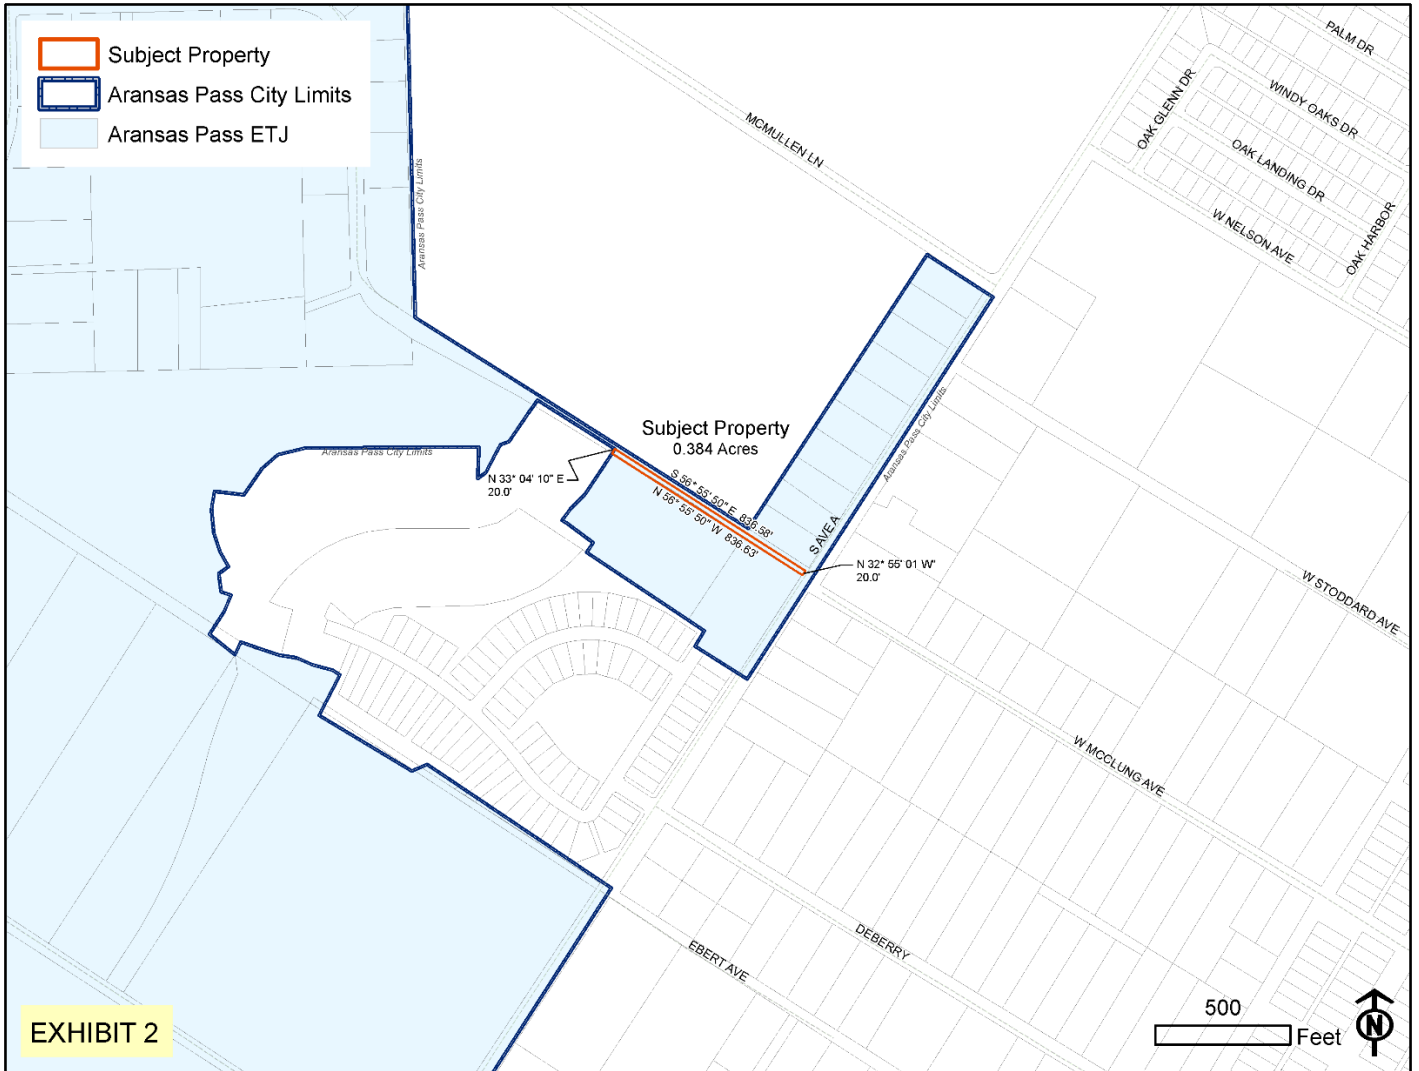 Subject Property
Aransas Pass City Limits
Aransas Pass ETJ
PALM DR
WINDY OAKS DR
OAK GLENN DR
OAK LANDING DR
W NELSON AVE
OAK HARBOR
MCMULLEN LN
Aransas Pass City Limits
Aransas Pass City Limits
Subject Property
0.384 Acres
Aransas Pass City Limits
N 33° 04' 10" E
20.0'
S 56° 55' 50" E 836.58'
N 56° 55' 50" W 836.63'
S AVE A
N 32° 55' 01 W"
20.0'
W STODDARD AVE
W MCCLUNG AVE
DEBERRY
EBERT AVE
EXHIBIT 2
500
Feet
N